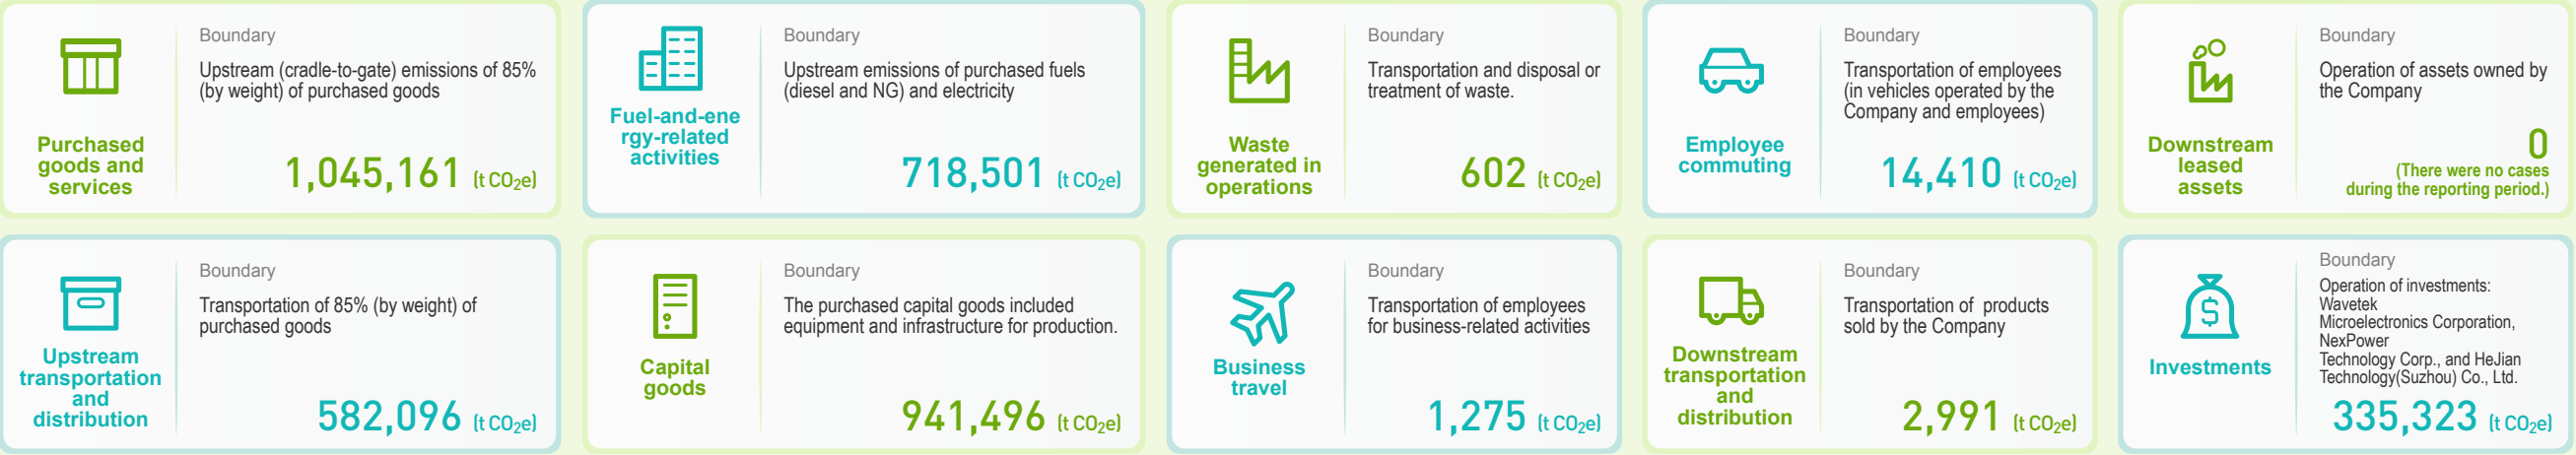 Purchased
goods and
services
Boundary
Upstream (cradle-to-gate) emissions of 85%
(by weight) of purchased goods
1,045,161 (t CO₂e)
Fuel-and-ene
rgy-related
activities
Boundary
Upstream emissions of purchased fuels
(diesel and NG) and electricity
718,501 (t CO₂e)
Waste
generated in
operations
Boundary
Transportation and disposal or
treatment of waste.
602 (t CO₂e)
Employee
commuting
Boundary
Transportation of employees
(in vehicles operated by the
Company and employees)
14,410 (t CO₂e)
Downstream
leased
assets
Boundary
Operation of assets owned by
the Company
0
(There were no cases
during the reporting period.)
Upstream
transportation
and
distribution
Boundary
Transportation of 85% (by weight) of
purchased goods
582,096 (t CO₂e)
Capital
goods
Boundary
The purchased capital goods included
equipment and infrastructure for production.
941,496 (t CO₂e)
Business
travel
Boundary
Transportation of employees
for business-related activities
1,275 (t CO₂e)
Downstream
transportation
and
distribution
Boundary
Transportation of products
sold by the Company
2,991 (t CO₂e)
Investments
Boundary
Operation of investments:
Wavetek
Microelectronics Corporation,
NexPower
Technology Corp., and HeJian
Technology(Suzhou) Co., Ltd.
335,323 (t CO₂e)